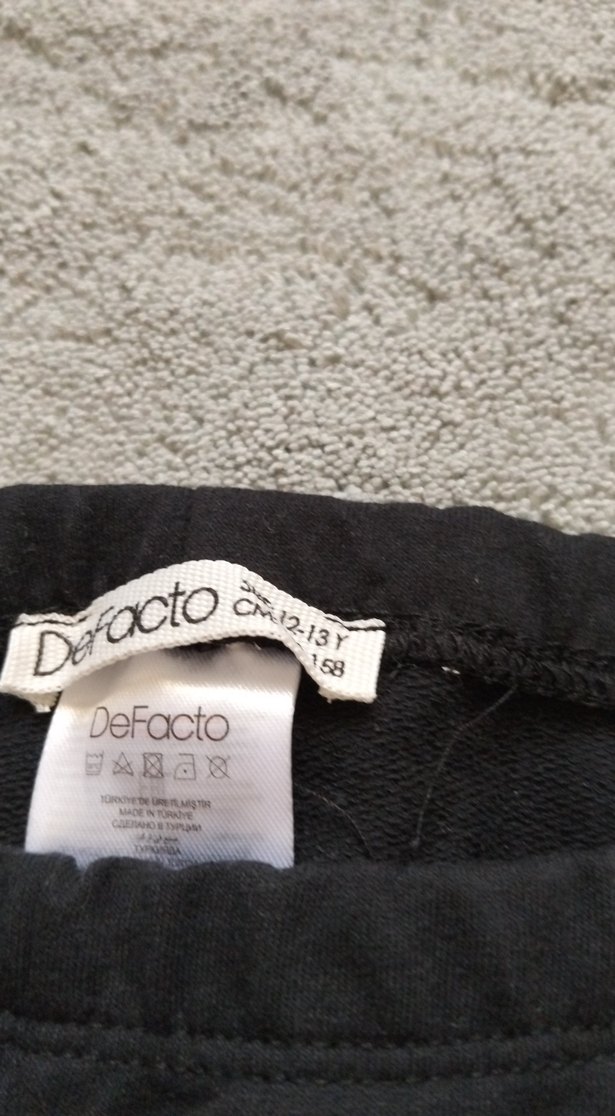 DeFacto
12-13 Y
CM 158
DeFacto
TÜRKİYE'DE ÜRETİLMİŞTİR
MADE IN TÜRKİYE
СДЕЛАНО В ТУРЦИИ